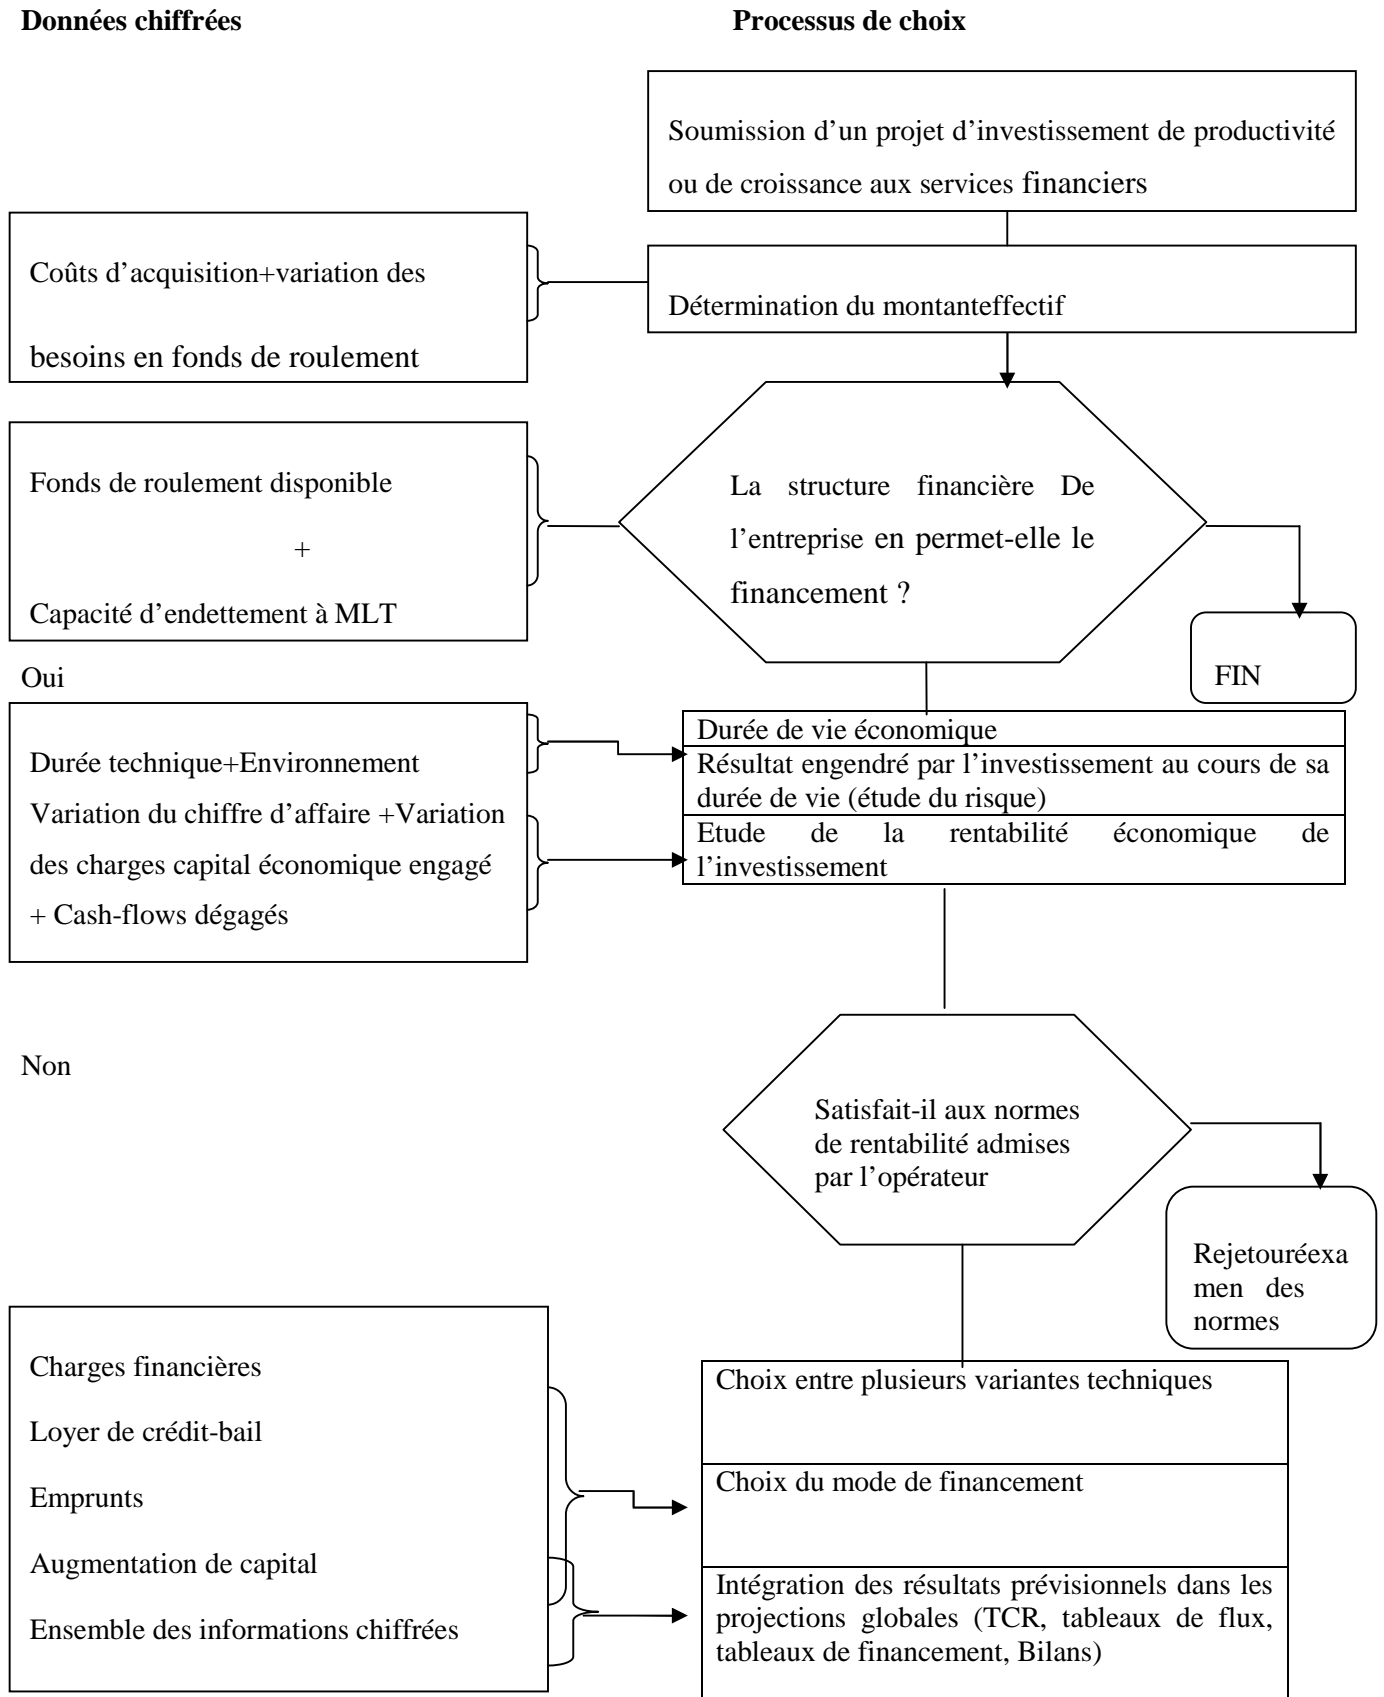 Données chiffrées
Processus de choix
Soumission d’un projet d’investissement de productivité
ou de croissance aux services financiers
Coûts d’acquisition+variation des
besoins en fonds de roulement
Détermination du montanteffectif
Fonds de roulement disponible
+
Capacité d’endettement à MLT
La structure financière De
l’entreprise en permet-elle le
financement ?
FIN
Oui
Durée technique+Environnement
Variation du chiffre d’affaire +Variation
des charges capital économique engagé
+ Cash-flows dégagés
Durée de vie économique
Résultat engendré par l’investissement au cours de sa
durée de vie (étude du risque)
Etude de la rentabilité économique de
l’investissement
Non
Satisfait-il aux normes
de rentabilité admises
par l’opérateur
Rejetouréexa
men des
normes
Charges financières
Loyer de crédit-bail
Emprunts
Augmentation de capital
Ensemble des informations chiffrées
Choix entre plusieurs variantes techniques
Choix du mode de financement
Intégration des résultats prévisionnels dans les
projections globales (TCR, tableaux de flux,
tableaux de financement, Bilans)